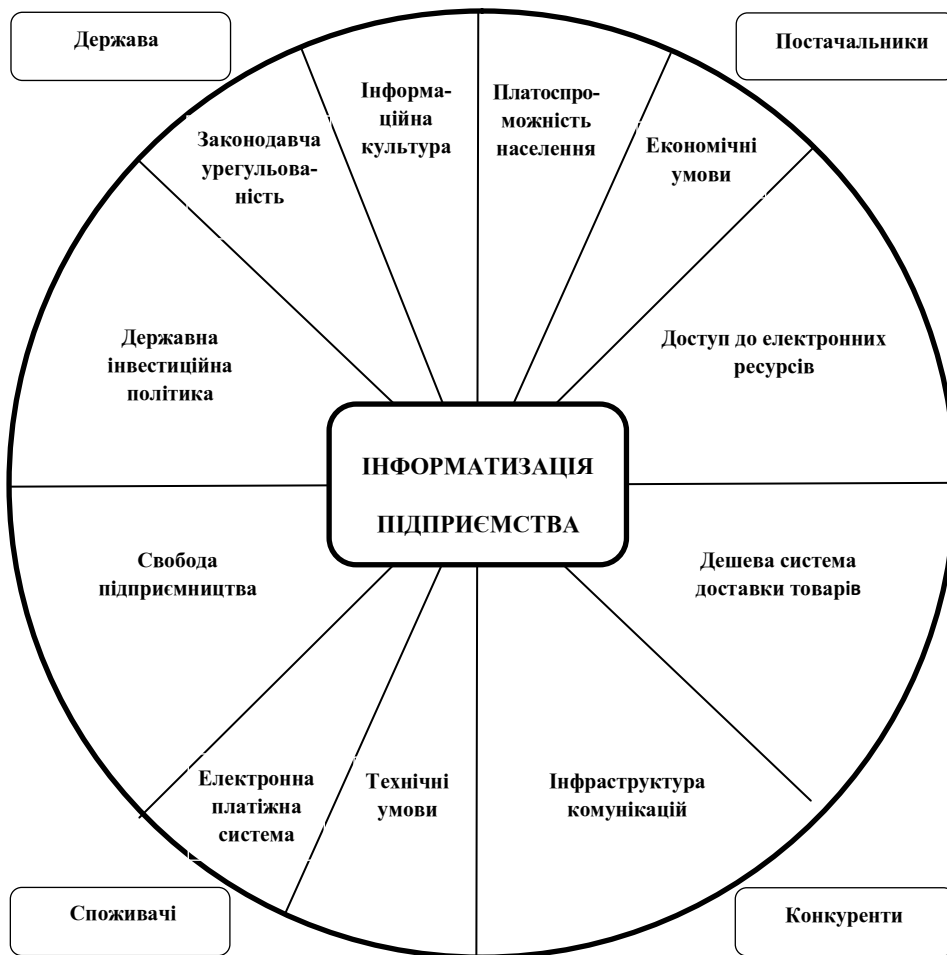 Держава
Постачальники
Інформа-
ційна
культура
Платоспро-
можність
населення
Законодавча
урегульова-
ність
Економічні
умови
Державна
інвестиційна
політика
Доступ до електронних
ресурсів
ІНФОРМАТИЗАЦІЯ
ПІДПРИЄМСТВА
Свобода
підприємництва
Дешева система
доставки товарів
Електронна
платіжна
система
Технічні
умови
Інфраструктура
комунікацій
Споживачі
Конкуренти